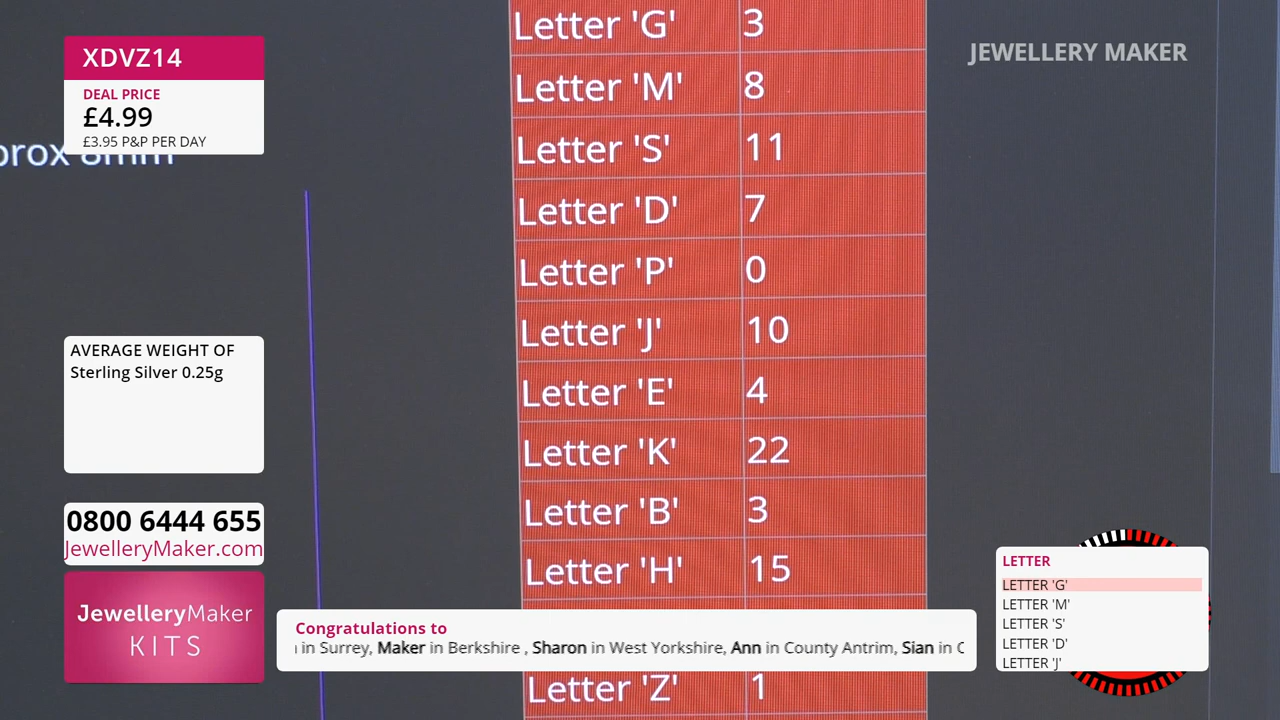 XDVZ14
DEAL PRICE
£4.99
£3.95 P&P PER DAY
8mm
AVERAGE WEIGHT OF
Sterling Silver 0.25g
0800 6444 655
JewelleryMaker.com
JewelleryMaker
KITS
Letter 'G' 3
Letter 'M' 8
Letter 'S' 11
Letter 'D' 7
Letter 'P' 0
Letter 'J' 10
Letter 'E' 4
Letter 'K' 22
Letter 'B' 3
Letter 'H' 15
Letter 'Z' 1
Congratulations to
in Surrey, Maker in Berkshire , Sharon in West Yorkshire, Ann in County Antrim, Sian in
JEWELLERY MAKER
LETTER
LETTER 'G'
LETTER 'M'
LETTER 'S'
LETTER 'D'
LETTER 'J'